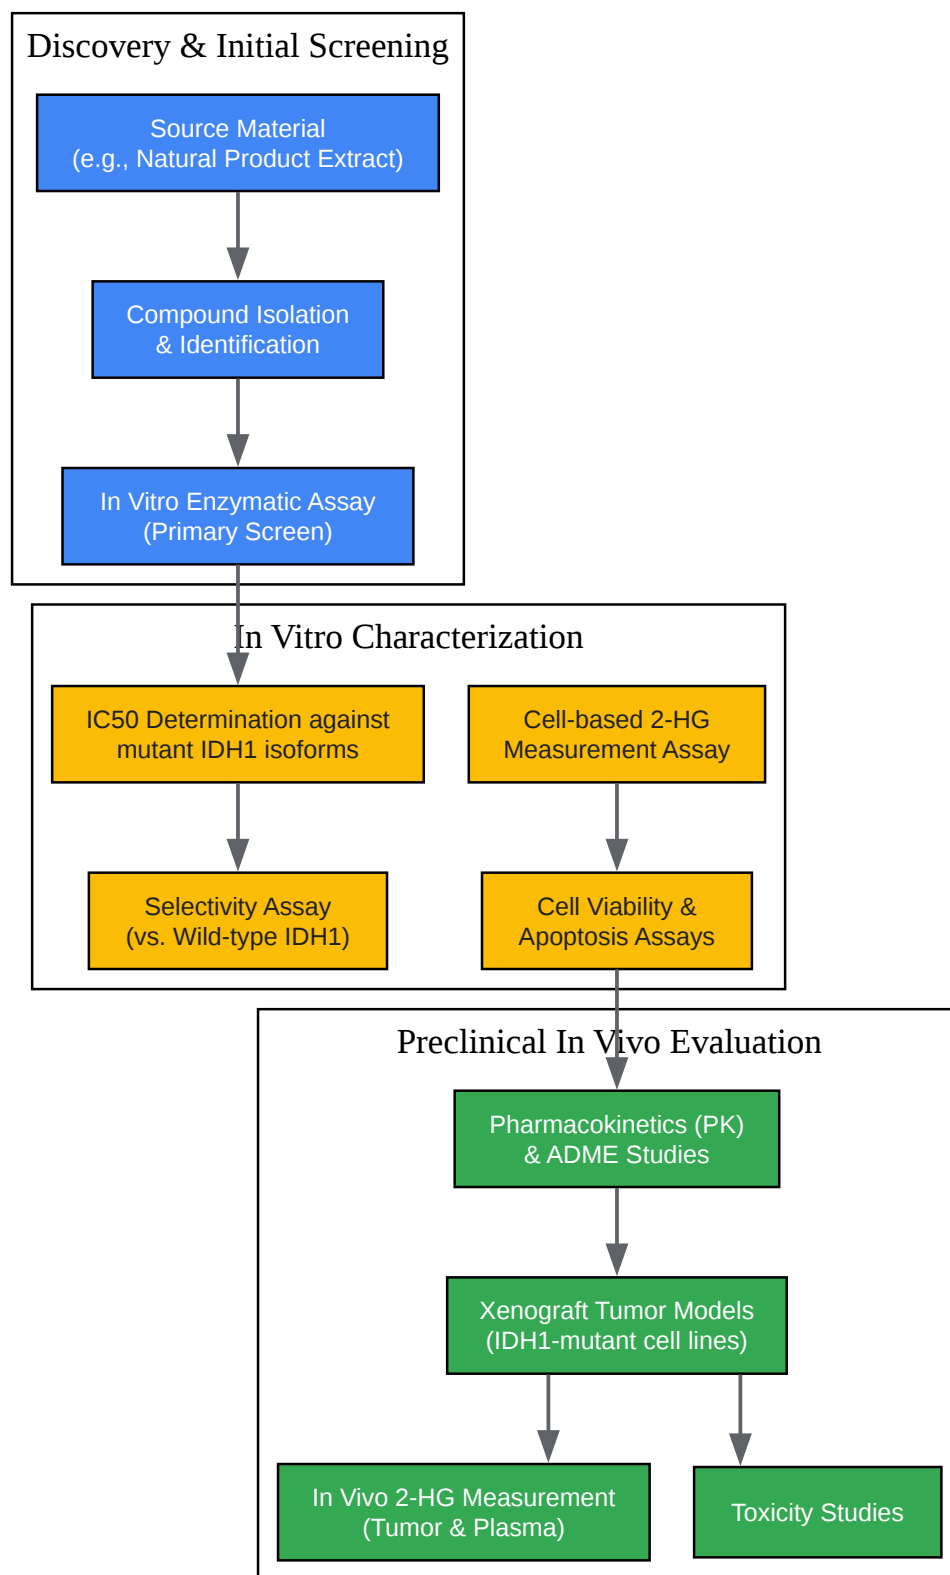 Discovery & Initial Screening
Source Material
(e.g., Natural Product Extract)
Compound Isolation
& Identification
In Vitro Enzymatic Assay
(Primary Screen)
In Vitro Characterization
IC50 Determination against
mutant IDH1 isoforms
Cell-based 2-HG
Measurement Assay
Selectivity Assay
(vs. Wild-type IDH1)
Cell Viability &
Apoptosis Assays
Preclinical In Vivo Evaluation
Pharmacokinetics (PK)
& ADME Studies
Xenograft Tumor Models
(IDH1-mutant cell lines)
In Vivo 2-HG Measurement
(Tumor & Plasma)
Toxicity Studies